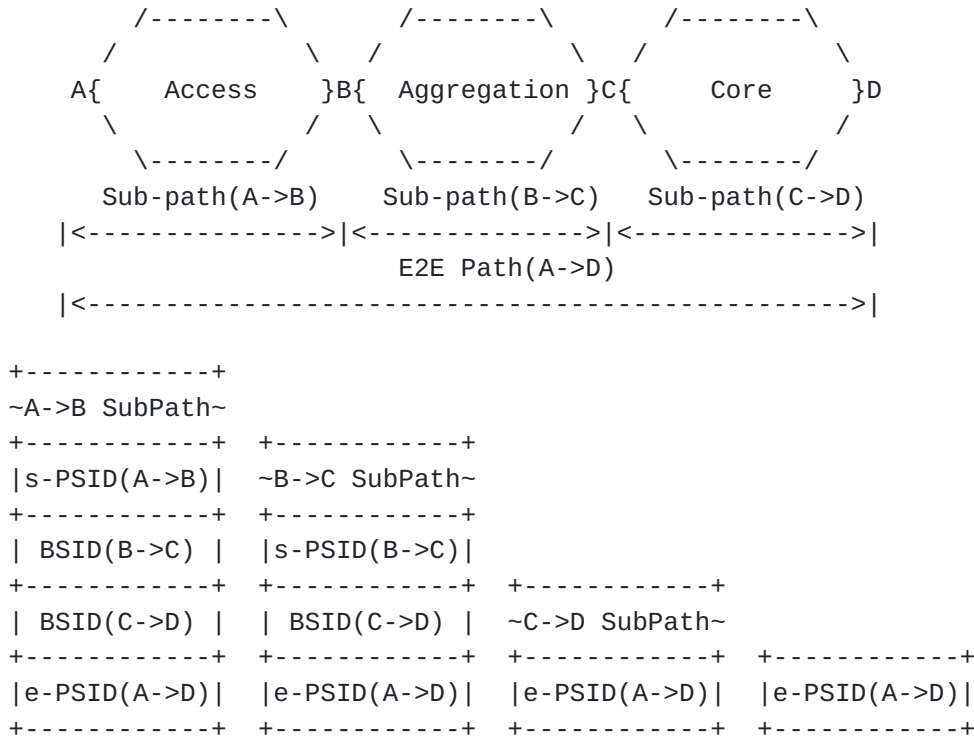 /--------\       /--------\       /--------\
       /            \   /            \   /            \
     A{    Access    }B{  Aggregation }C{     Core     }D
       \            /   \            /   \            /
         \--------/       \--------/       \--------/
       Sub-path(A->B)    Sub-path(B->C)   Sub-path(C->D)
    |<--------------->|<-------------->|<-------------->|
                          E2E Path(A->D)
    |<------------------------------------------------->|

+------------+
~A->B SubPath~
+------------+  +------------+
|s-PSID(A->B)|  ~B->C SubPath~
+------------+  +------------+
| BSID(B->C) |  |s-PSID(B->C)|
+------------+  +------------+  +------------+
| BSID(C->D) |  | BSID(C->D) |  ~C->D SubPath~
+------------+  +------------+  +------------+  +------------+
|e-PSID(A->D)|  |e-PSID(A->D)|  |e-PSID(A->D)|  |e-PSID(A->D)|
+------------+  +------------+  +------------+  +------------+